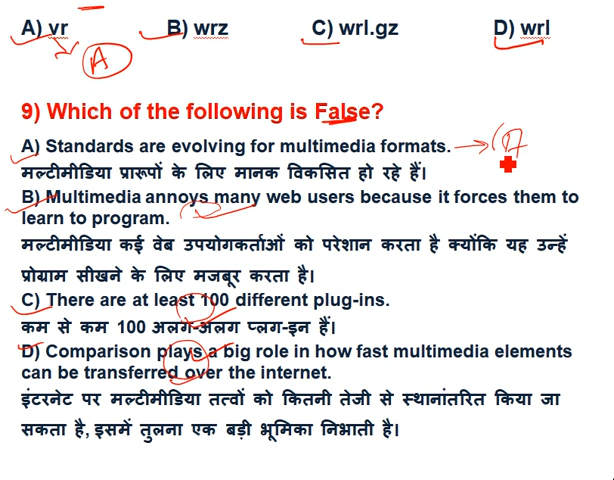 A) vr B) wrz C) wrl.gz D) wrl
A
9) Which of the following is False?
A) Standards are evolving for multimedia formats.
मल्टीमीडिया प्रारूपों के लिए मानक विकसित हो रहे हैं।
B) Multimedia annoys many web users because it forces them to
learn to program.
मल्टीमीडिया कई वेब उपयोगकर्ताओं को परेशान करता है क्योंकि यह उन्हें
प्रोग्राम सीखने के लिए मजबूर करता है।
C) There are at least 100 different plug-ins.
कम से कम 100 अलग-अलग प्लग-इन हैं।
D) Comparison plays a big role in how fast multimedia elements
can be transferred over the internet.
इंटरनेट पर मल्टीमीडिया तत्वों को कितनी तेजी से स्थानांतरित किया जा
सकता है, इसमें तुलना एक बड़ी भूमिका निभाती है।